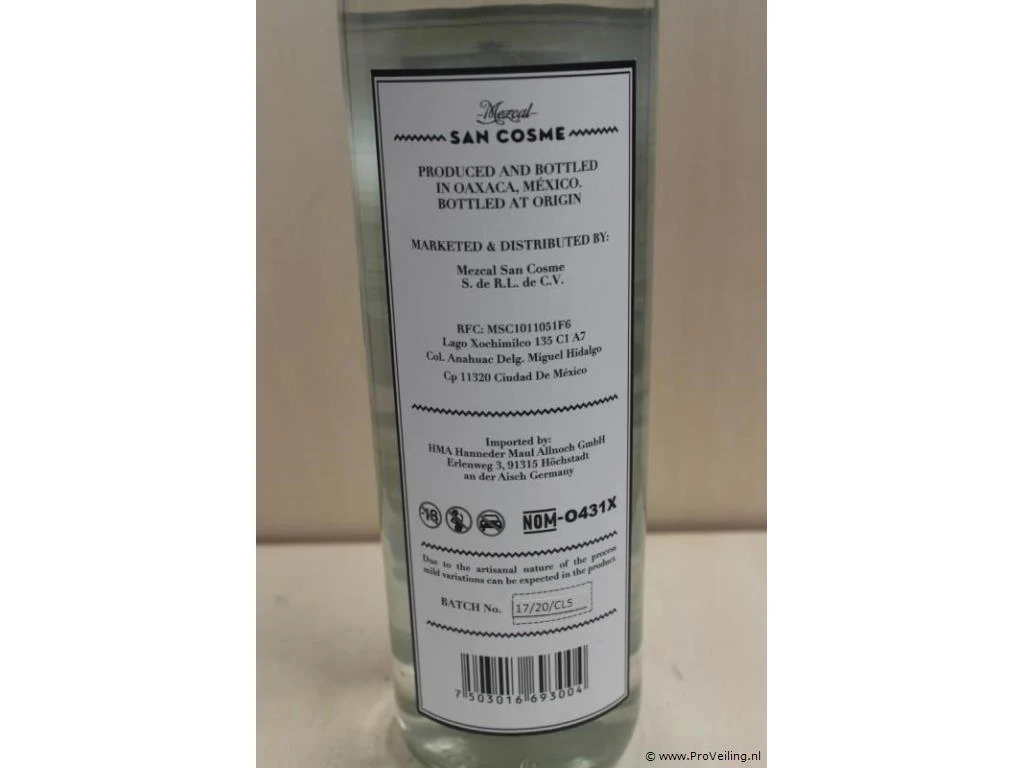 Mezcal
SAN COSME
PRODUCED AND BOTTLED
IN OAXACA, MÉXICO.
BOTTLED AT ORIGIN
MARKETED & DISTRIBUTED BY:
Mezcal San Cosme
S. de R.L. de C.V.
RFC: MSC1011051F6
Lago Xochimilco 135 C1 A7
Col. Anahuac Delg. Miguel Hidalgo
Cp 11320 Ciudad De México
Imported by:
HMA Hanneder Maul Allnoch GmbH
Erlenweg 3, 91315 Höchstadt
an der Aisch Germany
-18 NOM-O431X
Due to the artisanal nature of the process
mild variations can be expected in the product.
BATCH No. 17/20/CLS
7 503016 693004
© www.ProVeiling.nl